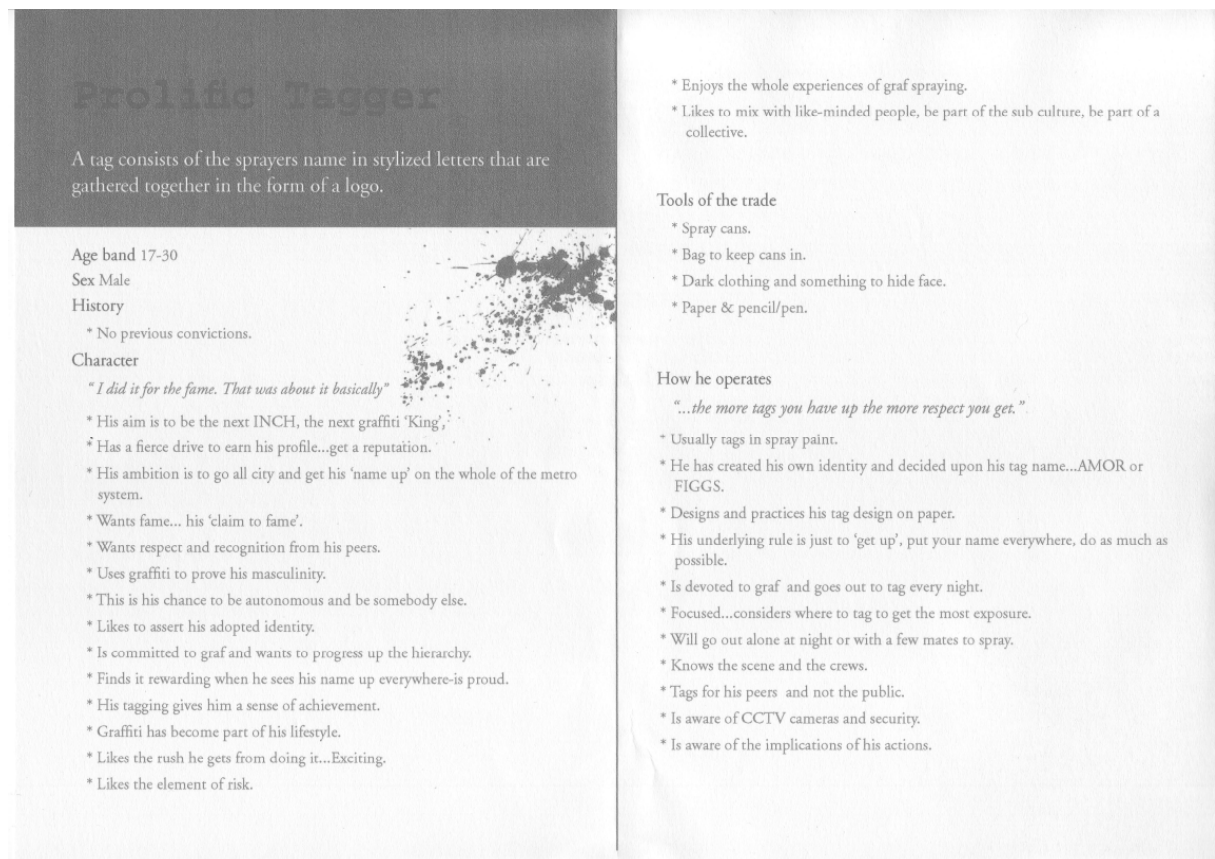 Prolific Tagger
A tag consists of the sprayers name in stylized letters that are
gathered together in the form of a logo.
Age band 17-30
Sex Male
History
* No previous convictions.
Character
“ I did it for the fame. That was about it basically”
* His aim is to be the next INCH, the next graffiti ‘King’,
* Has a fierce drive to earn his profile...get a reputation.
* His ambition is to go all city and get his ‘name up’ on the whole of the metro
system.
* Wants fame... his ‘claim to fame’.
* Wants respect and recognition from his peers.
* Uses graffiti to prove his masculinity.
* This is his chance to be autonomous and be somebody else.
* Likes to assert his adopted identity.
* Is committed to graf and wants to progress up the hierarchy.
* Finds it rewarding when he sees his name up everywhere-is proud.
* His tagging gives him a sense of achievement.
* Graffiti has become part of his lifestyle.
* Likes the rush he gets from doing it...Exciting.
* Likes the element of risk.
* Enjoys the whole experiences of graf spraying.
* Likes to mix with like-minded people, be part of the sub culture, be part of a
collective.
Tools of the trade
* Spray cans.
* Bag to keep cans in.
* Dark clothing and something to hide face.
* Paper & pencil/pen.
How he operates
“...the more tags you have up the more respect you get.”
* Usually tags in spray paint.
* He has created his own identity and decided upon his tag name...AMOR or
FIGGS.
* Designs and practices his tag design on paper.
* His underlying rule is just to ‘get up’, put your name everywhere, do as much as
possible.
* Is devoted to graf and goes out to tag every night.
* Focused...considers where to tag to get the most exposure.
* Will go out alone at night or with a few mates to spray.
* Knows the scene and the crews.
* Tags for his peers and not the public.
* Is aware of CCTV cameras and security.
* Is aware of the implications of his actions.